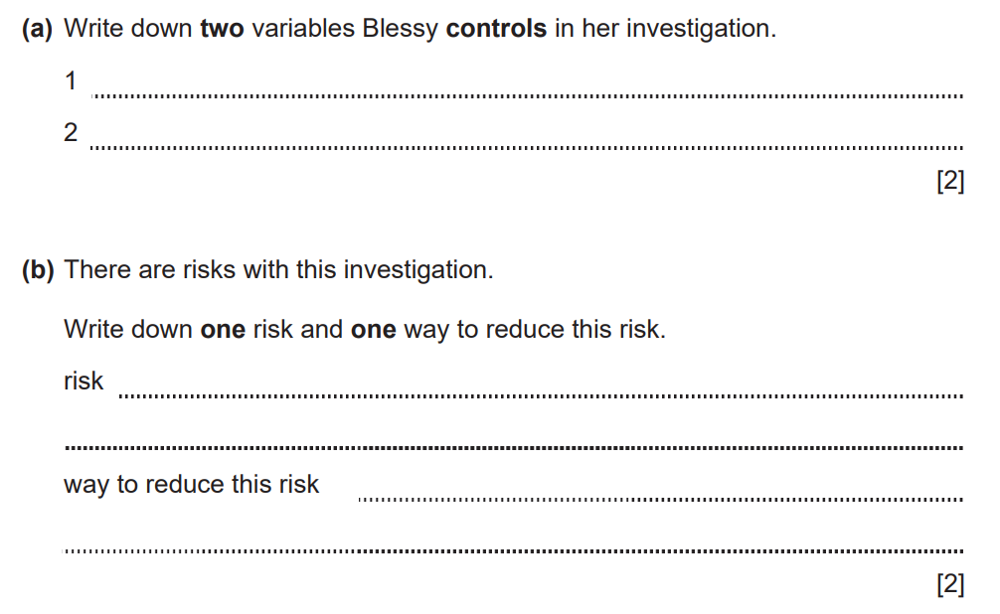 (a) Write down two variables Blessy controls in her investigation.
1
2
[2]
(b) There are risks with this investigation.
Write down one risk and one way to reduce this risk.
risk
way to reduce this risk
[2]